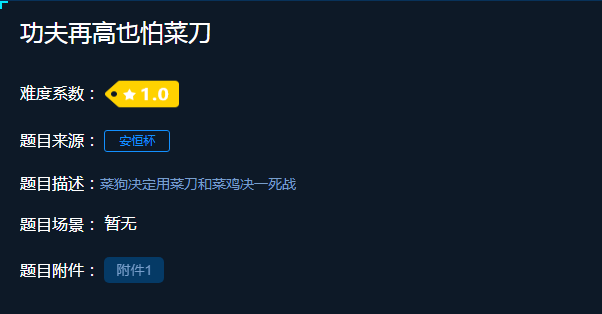 功夫再高也怕菜刀
难度系数： 1.0
题目来源： 安恒杯
题目描述：菜狗决定用菜刀和菜鸡决一死战
题目场景： 暂无
题目附件： 附件1